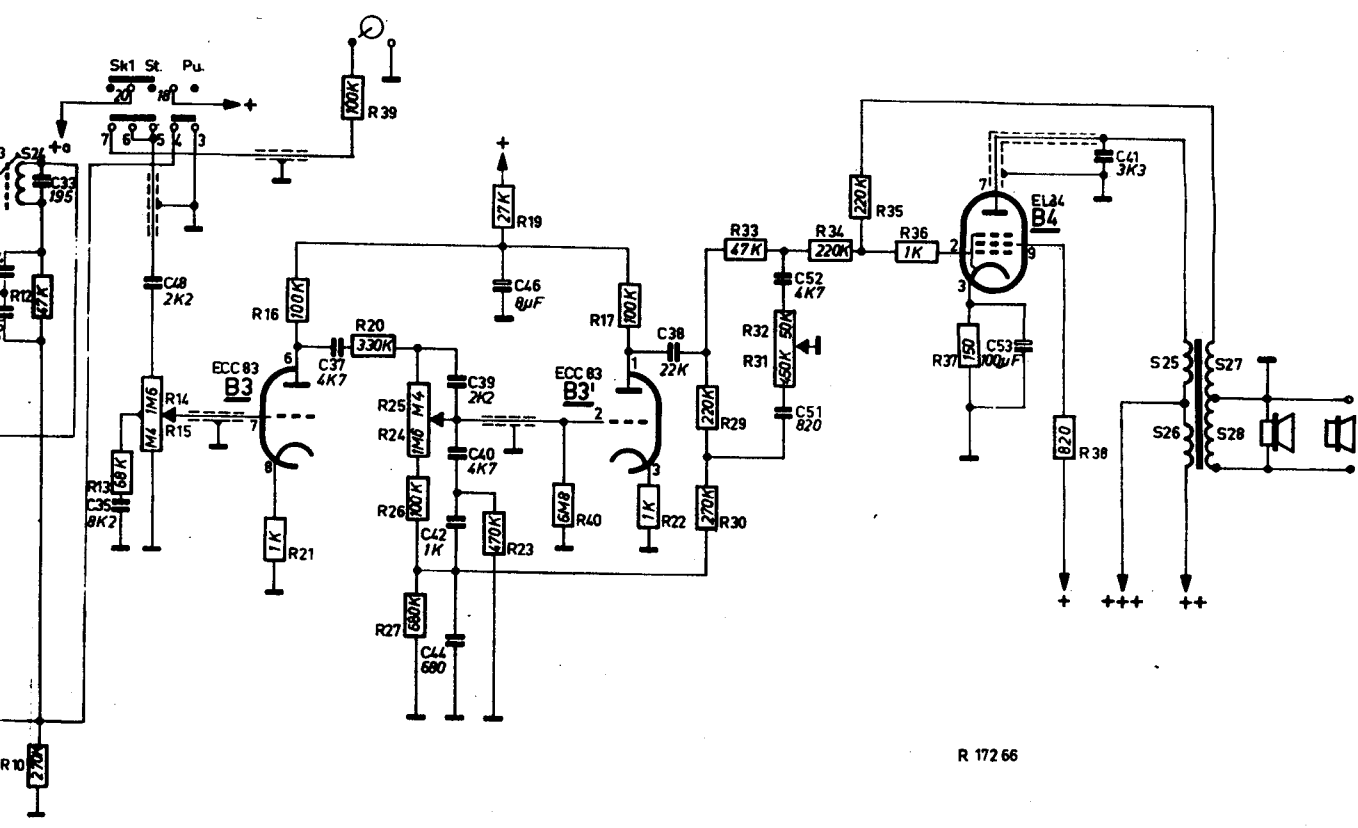 Sk1 St. Pu.
20 18
+
7 6 5 4 3
+a
3 S24
C33
195
R12
47K
100K
R39
+
27K
R19
C46
8µF
C48
2K2
R16
100K
R17
100K
R20
330K
C37
4K7
C38
22K
6
ECC 83
B3
7
8
ECC 83
B3'
1
2
3
R14
R15
1M6
M4
R13
68K
C35
8K2
R25
M4
R24
1M6
C39
2K2
C40
4K7
R26
100K
C42
1K
R23
470K
R40
6M8
R21
1K
R22
1K
R27
680K
C44
680
R29
220K
R30
270K
R33
47K
R34
220K
R35
220K
R36
1K
C52
4K7
R32
50K
R31
450K
C51
820
7
EL34
B4
2
9
3
C41
3K3
R37
150
C53
100µF
820
R38
S25
S26
S27
S28
+
+++
++
R10
270K
R 172 66